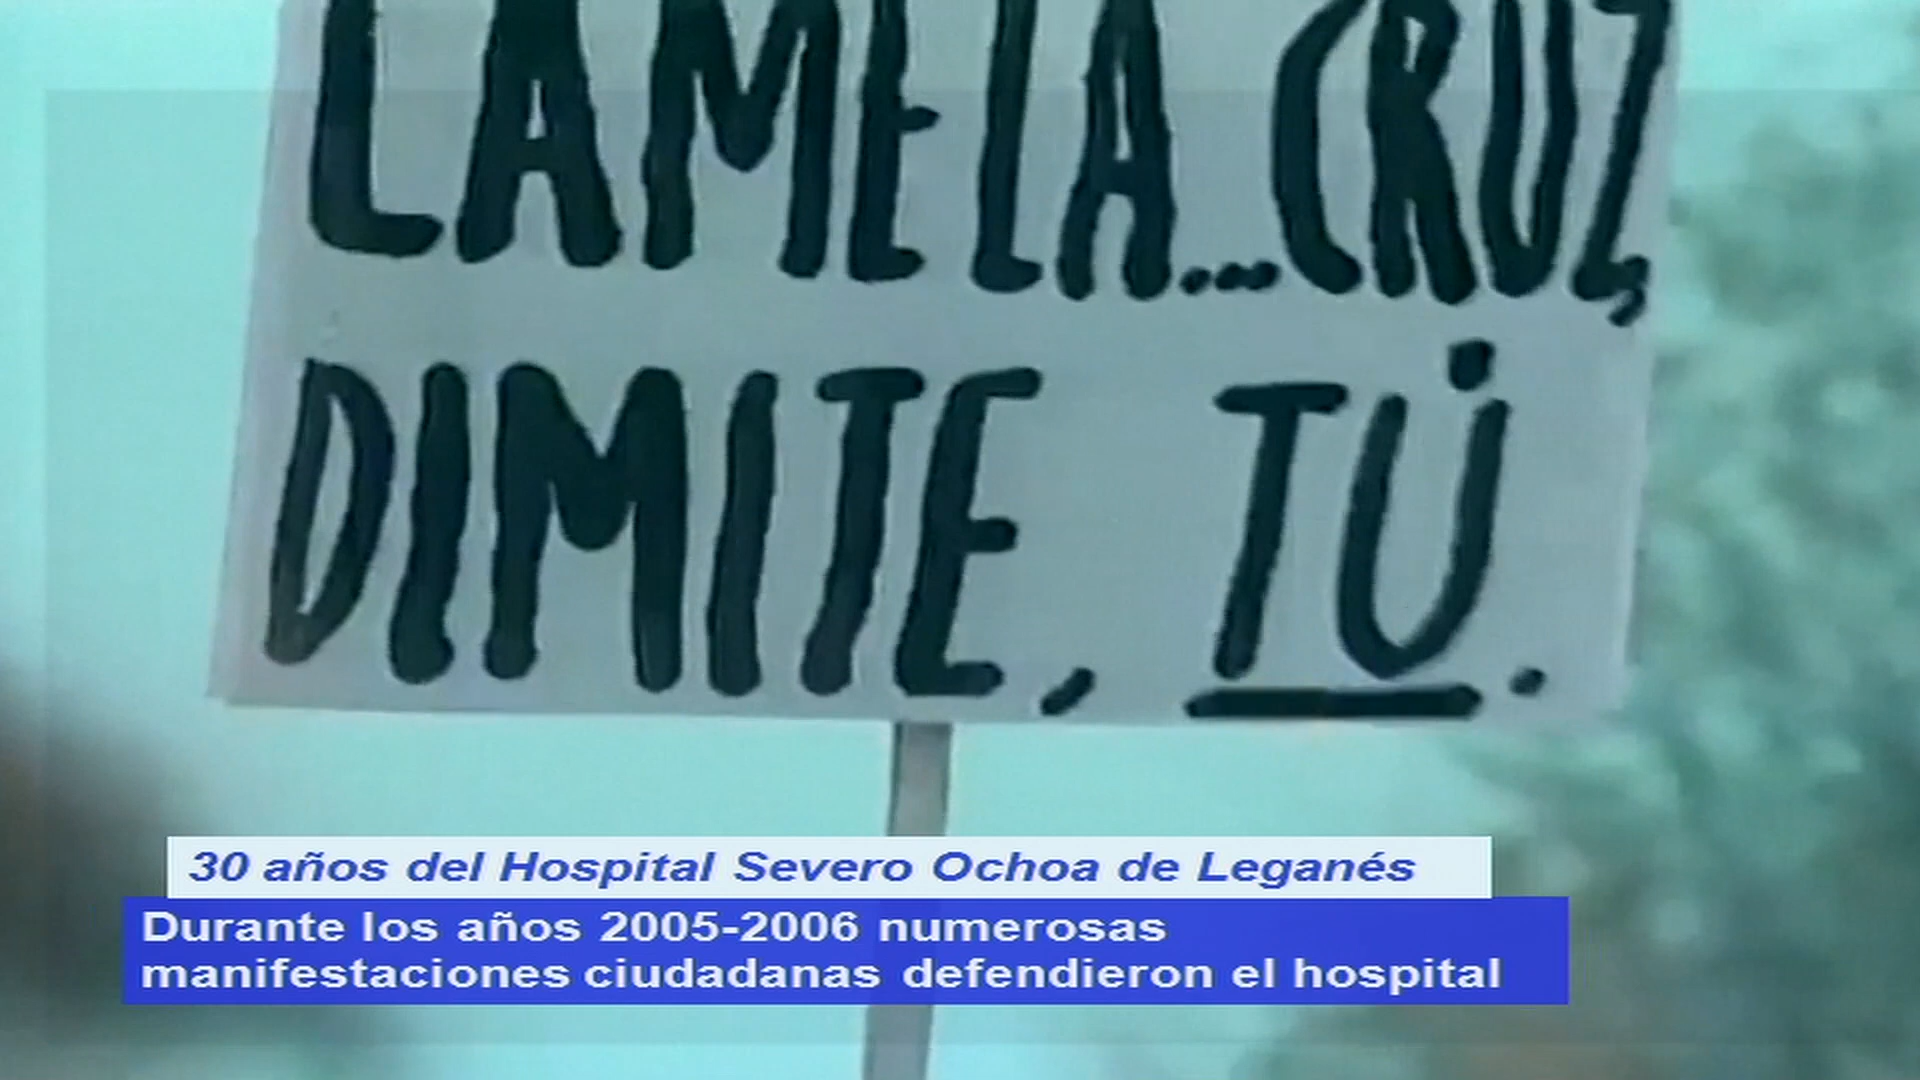 LAMELA...CRUZ,
DIMITE, TÚ.
30 años del Hospital Severo Ochoa de Leganés
Durante los años 2005-2006 numerosas
manifestaciones ciudadanas defendieron el hospital